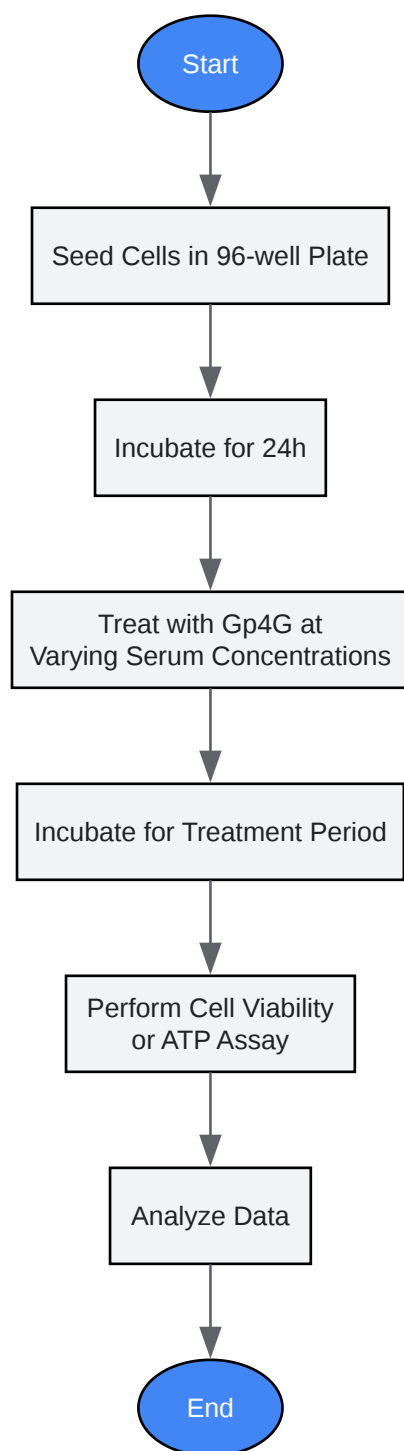 Start
Seed Cells in 96-well Plate
Incubate for 24h
Treat with Gp4G at
Varying Serum Concentrations
Incubate for Treatment Period
Perform Cell Viability
or ATP Assay
Analyze Data
End